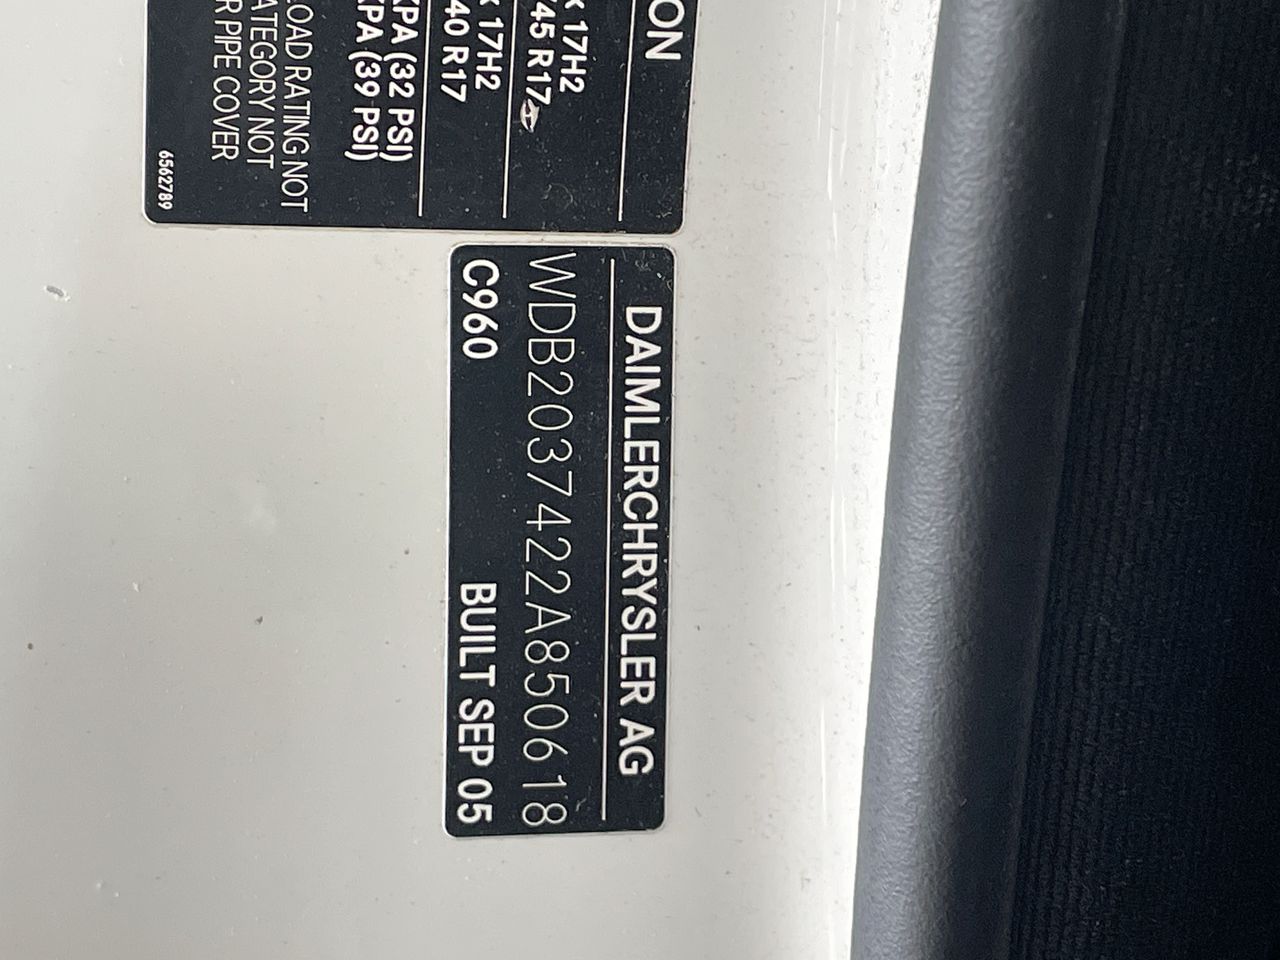 ON
x 17H2
/45 R17
x 17H2
40 R17
KPA (32 PSI)
KPA (39 PSI)
LOAD RATING NOT
ATEGORY NOT
R PIPE COVER
6562789
DAIMLERCHRYSLER AG
WDB2037422A850618
C960 BUILT SEP 05